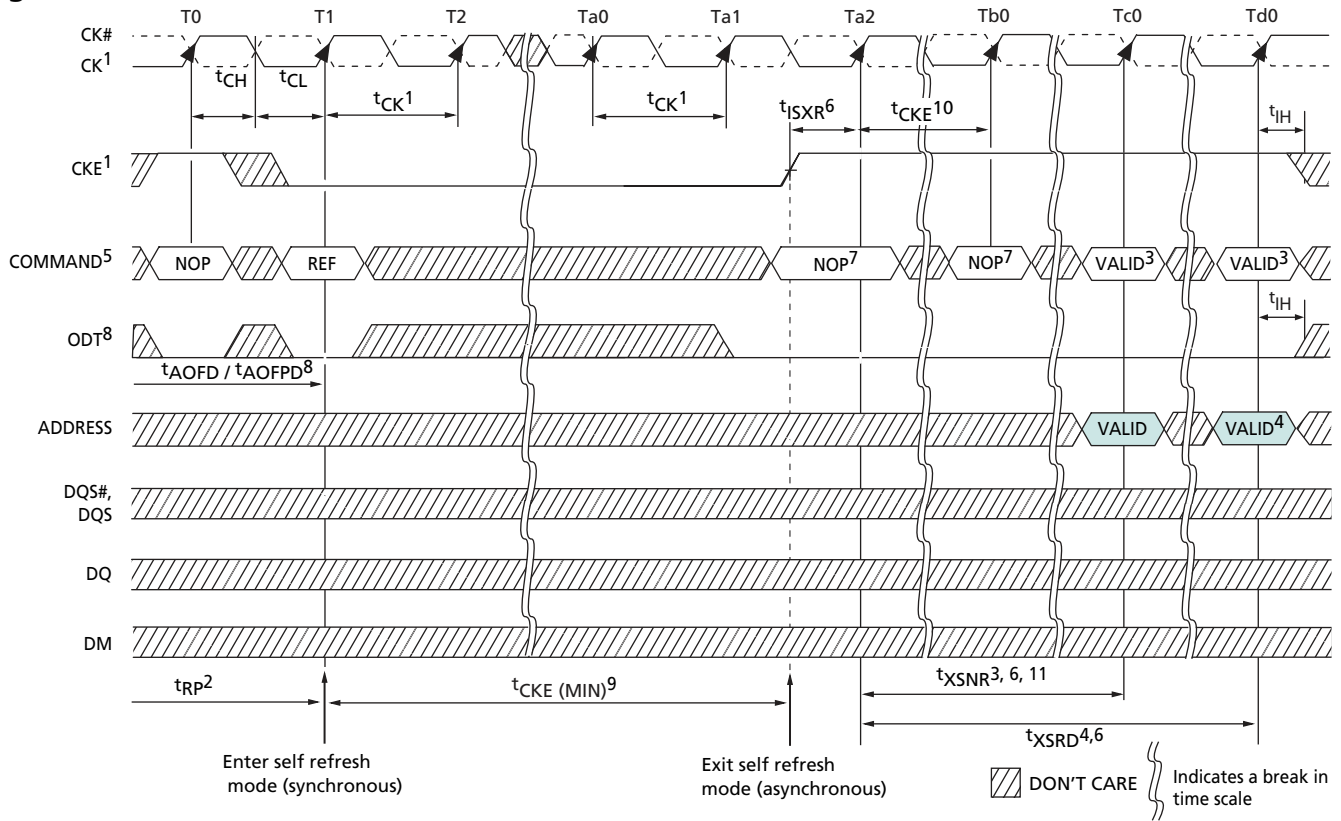 T0 T1 T2 Ta0 Ta1 Ta2 Tb0 Tc0 Td0
CK#
CK1
tCH tCL tCK1 tCK1 tISXR6 tCKE10 tIH
CKE1
COMMAND5 NOP REF NOP7 NOP7 VALID3 VALID3
tIH
ODT8
tAOFD / tAOFPD8
ADDRESS VALID VALID4
DQS#,
DQS
DQ
DM
tRP2 tCKE (MIN)9 tXSNR3, 6, 11
tXSRD4,6
Enter self refresh
mode (synchronous)
Exit self refresh
mode (asynchronous)
DON'T CARE
Indicates a break in
time scale